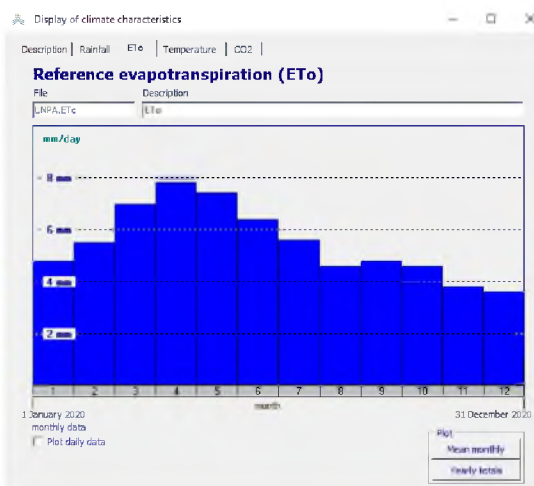 Display of climate characteristics
Description Rainfall ETo Temperature CO2
Reference evapotranspiration (ETo)
File Description
UNPA.ETo ETo
mm/day
8 mm
6 mm
4 mm
2 mm
1 2 3 4 5 6 7 8 9 10 11 12
month
1 January 2020 31 December 2020
monthly data
Plot daily data
Plot
Mean monthly
Yearly totals